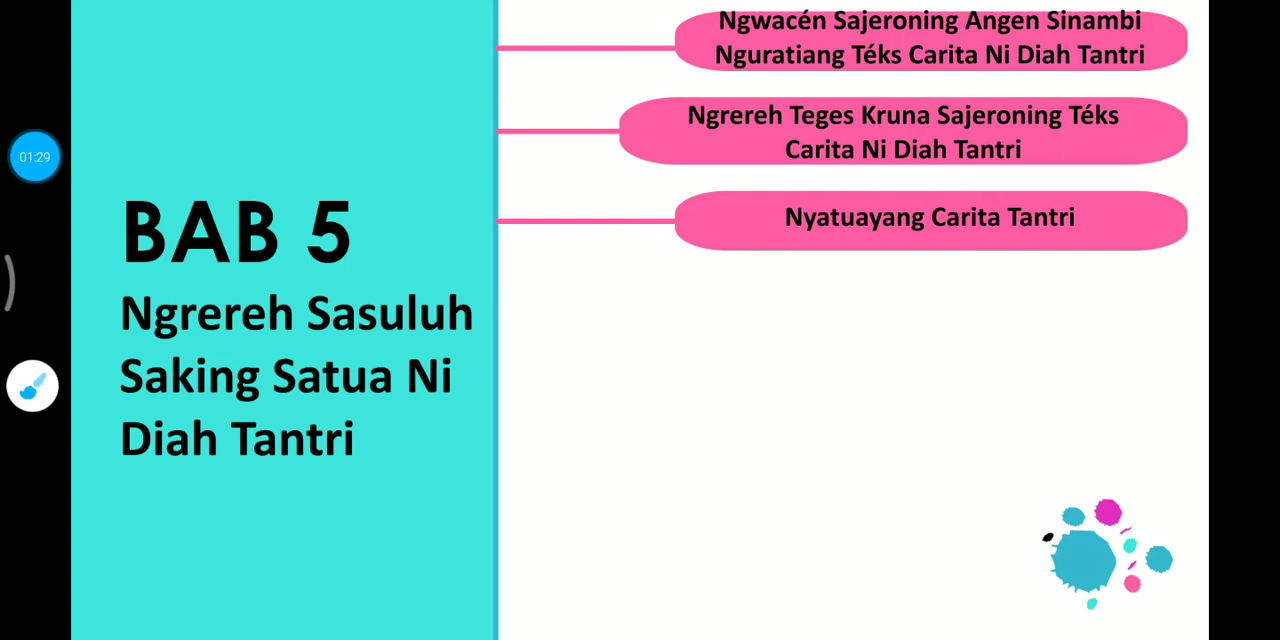 Ngwacén Sajeroning Angen Sinambi
Nguratiang Téks Carita Ni Diah Tantri
Ngrereh Teges Kruna Sajeroning Téks
Carita Ni Diah Tantri
Nyatuayang Carita Tantri
01:29
BAB 5
Ngrereh Sasuluh
Saking Satua Ni
Diah Tantri